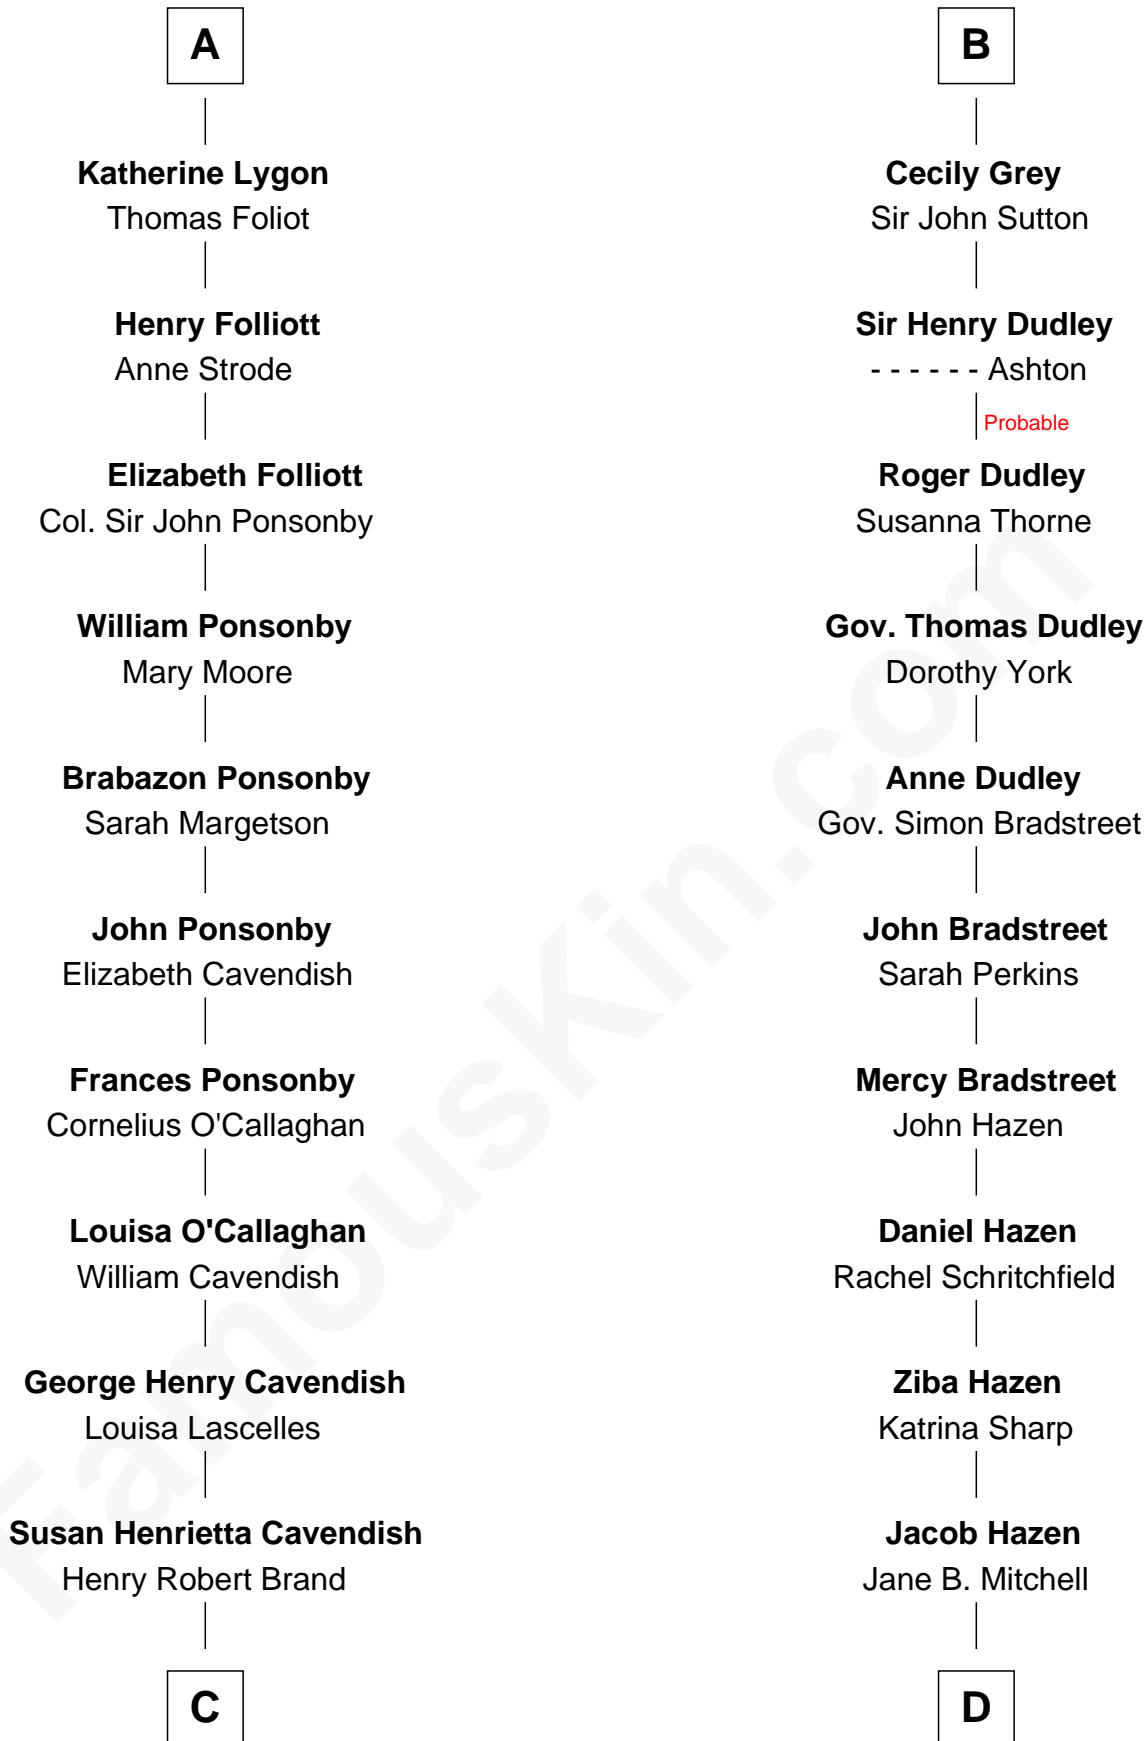 A
Katherine Lygon
Thomas Foliot
Henry Folliott
Anne Strode
Elizabeth Folliott
Col. Sir John Ponsonby
William Ponsonby
Mary Moore
Brabazon Ponsonby
Sarah Margetson
John Ponsonby
Elizabeth Cavendish
Frances Ponsonby
Cornelius O'Callaghan
Louisa O'Callaghan
William Cavendish
George Henry Cavendish
Louisa Lascelles
Susan Henrietta Cavendish
Henry Robert Brand
C
B
Cecily Grey
Sir John Sutton
Sir Henry Dudley
- - - - - - Ashton
Probable
Roger Dudley
Susanna Thorne
Gov. Thomas Dudley
Dorothy York
Anne Dudley
Gov. Simon Bradstreet
John Bradstreet
Sarah Perkins
Mercy Bradstreet
John Hazen
Daniel Hazen
Rachel Schritchfield
Ziba Hazen
Katrina Sharp
Jacob Hazen
Jane B. Mitchell
D
FamousKin.com